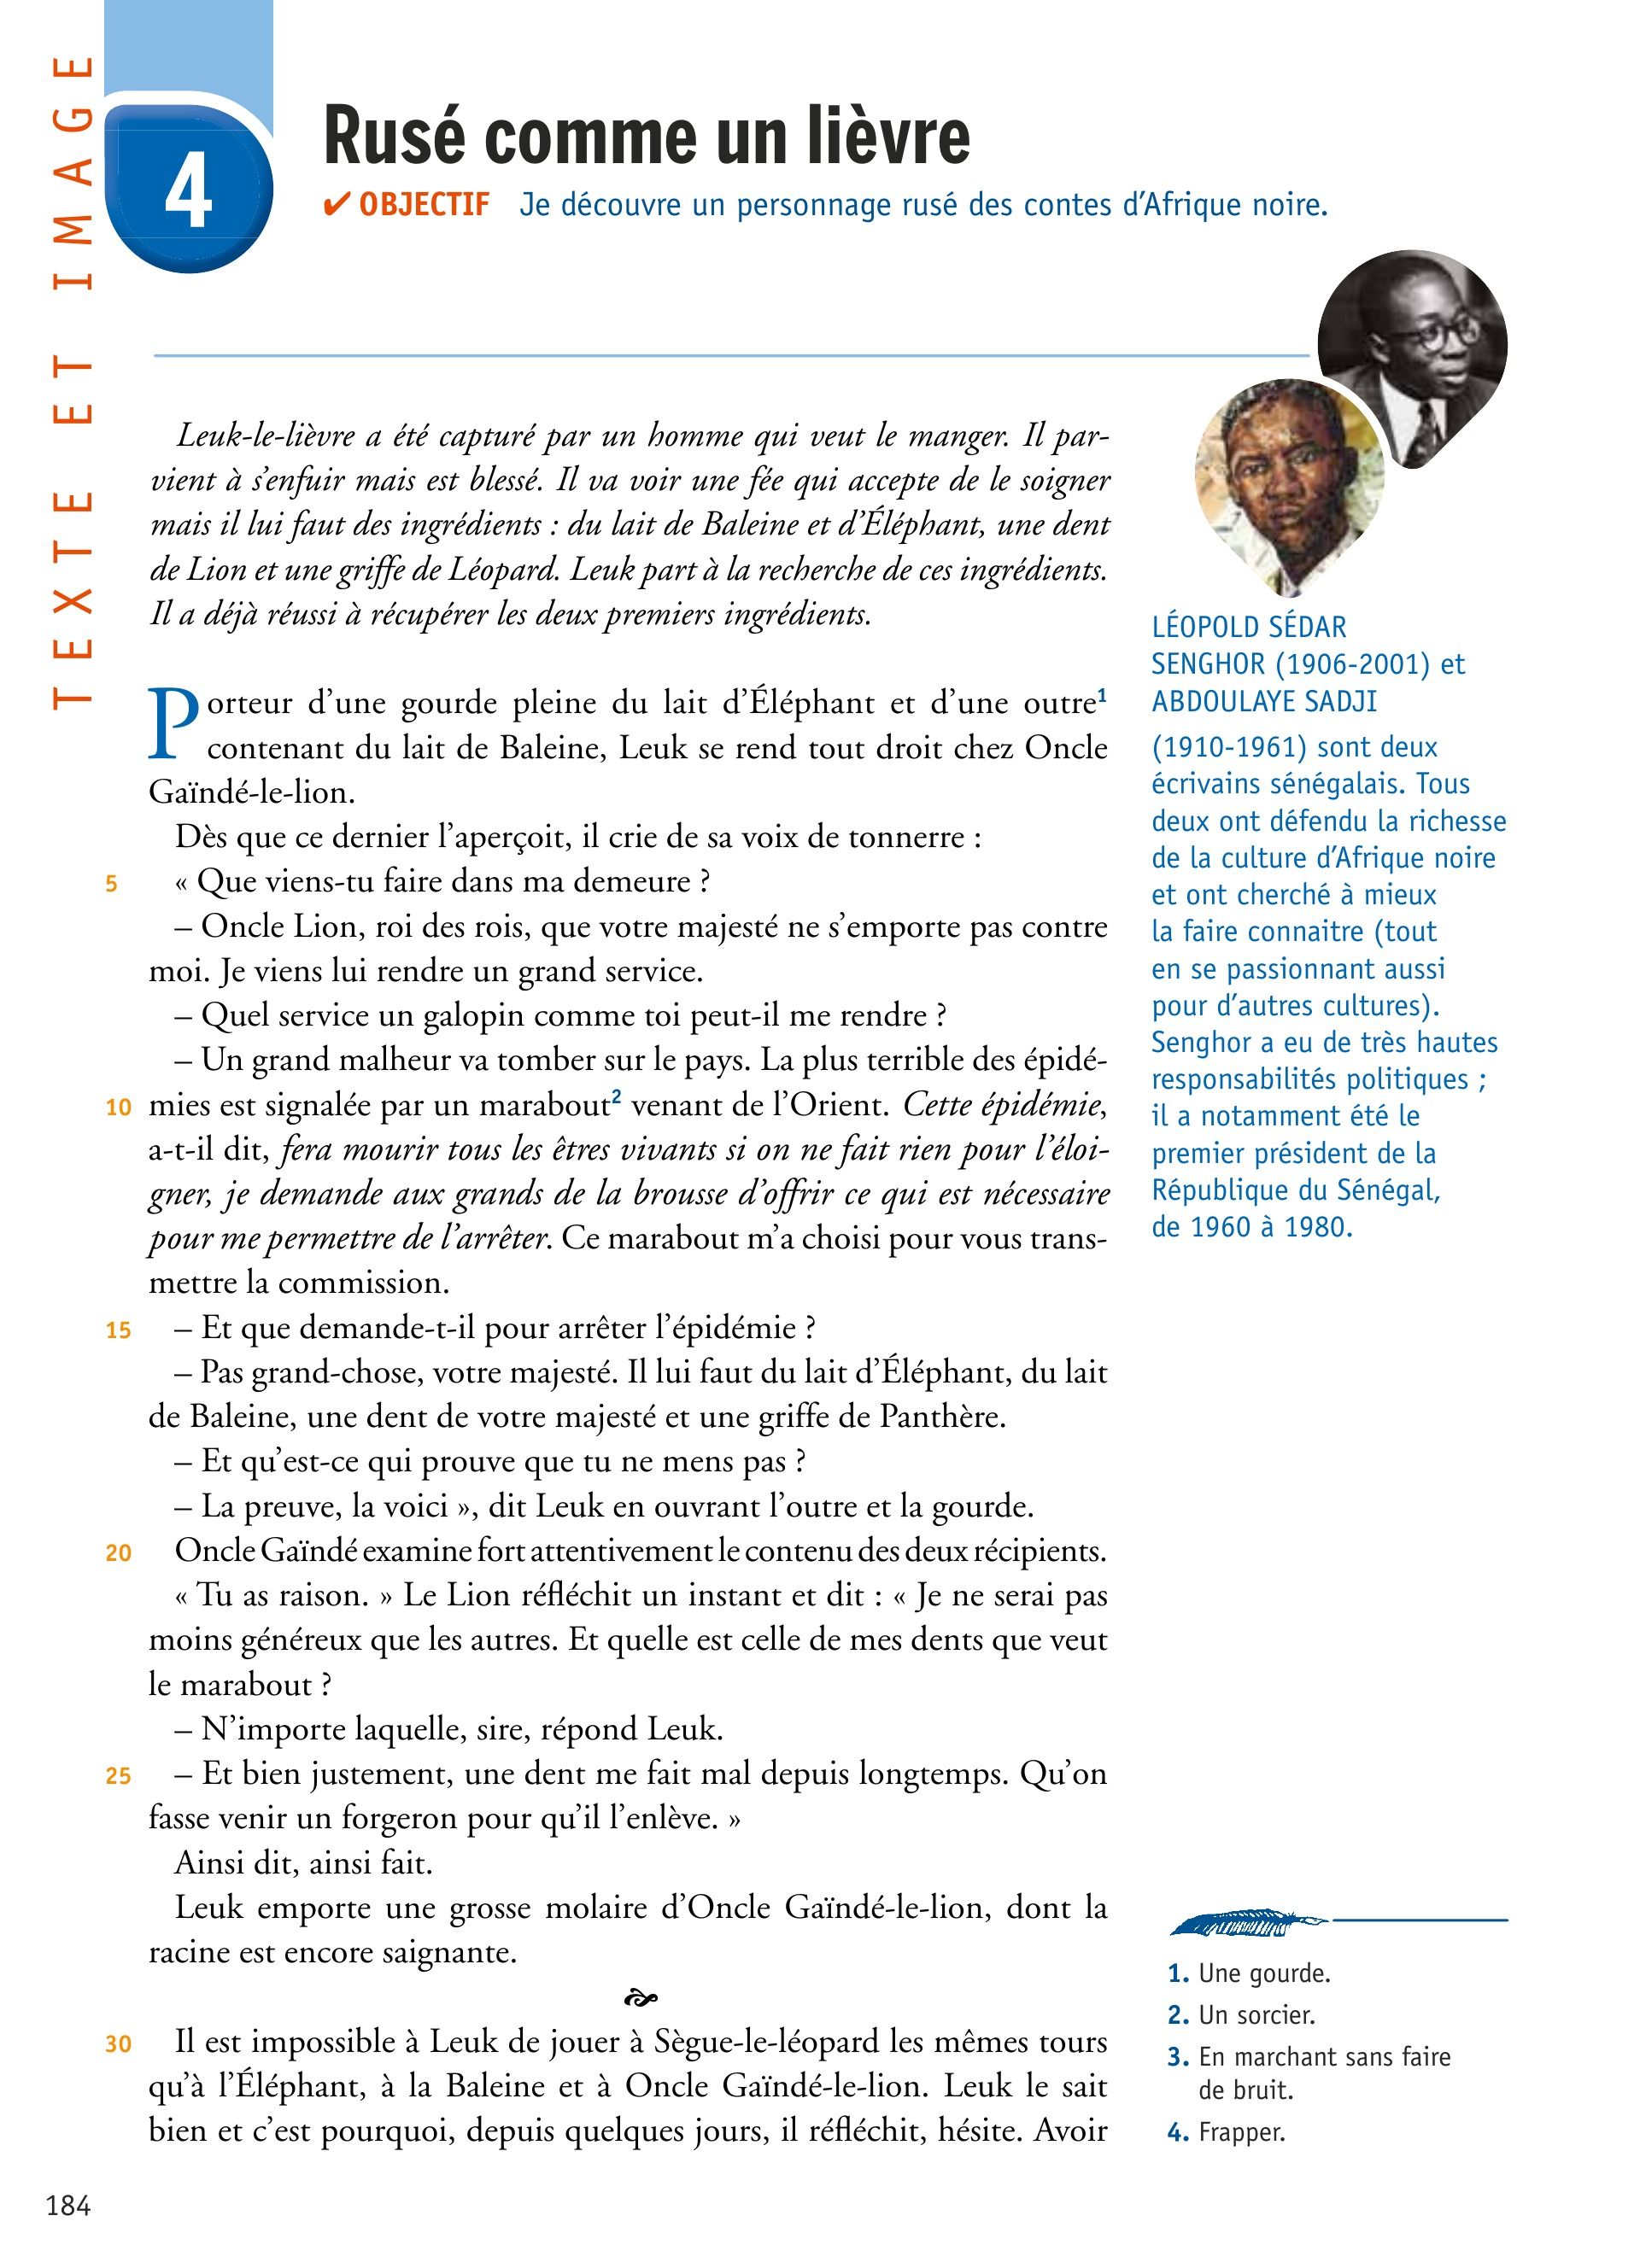 TEXTE ET IMAGE
4
Rusé comme un lièvre
✔ OBJECTIF Je découvre un personnage rusé des contes d’Afrique noire.
Leuk-le-lièvre a été capturé par un homme qui veut le manger. Il par-
vient à s’enfuir mais est blessé. Il va voir une fée qui accepte de le soigner
mais il lui faut des ingrédients : du lait de Baleine et d’Éléphant, une dent
de Lion et une griffe de Léopard. Leuk part à la recherche de ces ingrédients.
Il a déjà réussi à récupérer les deux premiers ingrédients.
Porteur d’une gourde pleine du lait d’Éléphant et d’une outre¹
contenant du lait de Baleine, Leuk se rend tout droit chez Oncle
Gaïndé-le-lion.
Dès que ce dernier l’aperçoit, il crie de sa voix de tonnerre :
5 « Que viens-tu faire dans ma demeure ?
– Oncle Lion, roi des rois, que votre majesté ne s’emporte pas contre
moi. Je viens lui rendre un grand service.
– Quel service un galopin comme toi peut-il me rendre ?
– Un grand malheur va tomber sur le pays. La plus terrible des épidé-
10 mies est signalée par un marabout² venant de l’Orient. Cette épidémie,
a-t-il dit, fera mourir tous les êtres vivants si on ne fait rien pour l’éloi-
gner, je demande aux grands de la brousse d’offrir ce qui est nécessaire
pour me permettre de l’arrêter. Ce marabout m’a choisi pour vous trans-
mettre la commission.
15 – Et que demande-t-il pour arrêter l’épidémie ?
– Pas grand-chose, votre majesté. Il lui faut du lait d’Éléphant, du lait
de Baleine, une dent de votre majesté et une griffe de Panthère.
– Et qu’est-ce qui prouve que tu ne mens pas ?
– La preuve, la voici », dit Leuk en ouvrant l’outre et la gourde.
20 Oncle Gaïndé examine fort attentivement le contenu des deux récipients.
« Tu as raison. » Le Lion réfléchit un instant et dit : « Je ne serai pas
moins généreux que les autres. Et quelle est celle de mes dents que veut
le marabout ?
– N’importe laquelle, sire, répond Leuk.
25 – Et bien justement, une dent me fait mal depuis longtemps. Qu’on
fasse venir un forgeron pour qu’il l’enlève. »
Ainsi dit, ainsi fait.
Leuk emporte une grosse molaire d’Oncle Gaïndé-le-lion, dont la
racine est encore saignante.
30 Il est impossible à Leuk de jouer à Sègue-le-léopard les mêmes tours
qu’à l’Éléphant, à la Baleine et à Oncle Gaïndé-le-lion. Leuk le sait
bien et c’est pourquoi, depuis quelques jours, il réfléchit, hésite. Avoir
LÉOPOLD SÉDAR
SENGHOR (1906-2001) et
ABDOULAYE SADJI
(1910-1961) sont deux
écrivains sénégalais. Tous
deux ont défendu la richesse
de la culture d’Afrique noire
et ont cherché à mieux
la faire connaitre (tout
en se passionnant aussi
pour d’autres cultures).
Senghor a eu de très hautes
responsabilités politiques ;
il a notamment été le
premier président de la
République du Sénégal,
de 1960 à 1980.
1. Une gourde.
2. Un sorcier.
3. En marchant sans faire
de bruit.
4. Frapper.
184